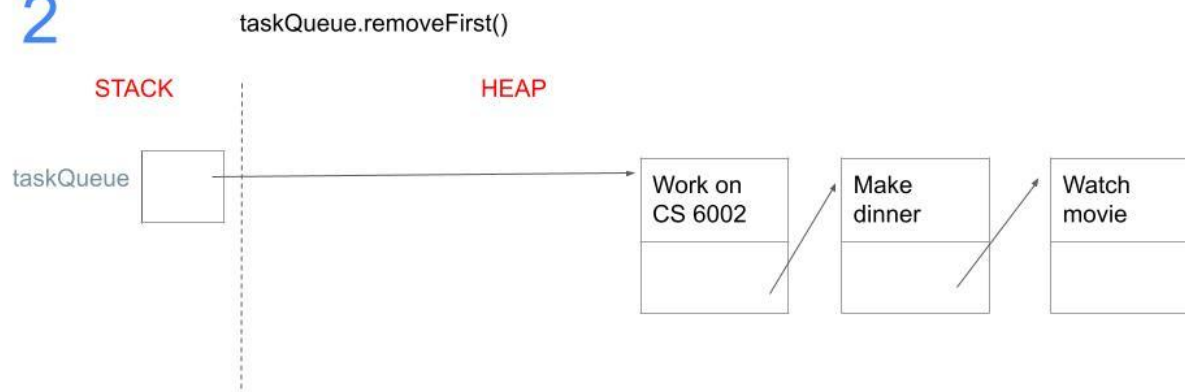 2
taskQueue.removeFirst()
STACK
HEAP
taskQueue
Work on
CS 6002
Make
dinner
Watch
movie